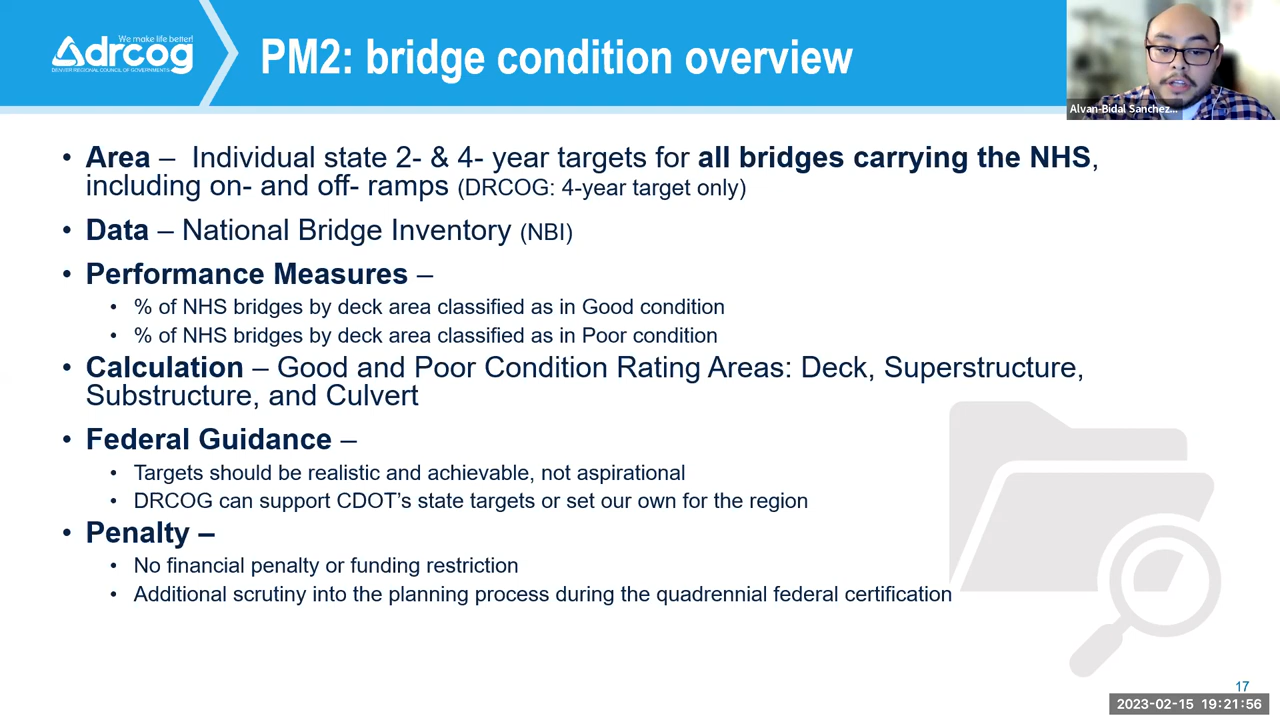 We make life better!
drcog
DENVER REGIONAL COUNCIL OF GOVERNMENTS
PM2: bridge condition overview
Alvan-Bidal Sanchez...
• Area – Individual state 2- & 4- year targets for all bridges carrying the NHS,
including on- and off- ramps (DRCOG: 4-year target only)
• Data – National Bridge Inventory (NBI)
• Performance Measures –
• % of NHS bridges by deck area classified as in Good condition
• % of NHS bridges by deck area classified as in Poor condition
• Calculation – Good and Poor Condition Rating Areas: Deck, Superstructure,
Substructure, and Culvert
• Federal Guidance –
• Targets should be realistic and achievable, not aspirational
• DRCOG can support CDOT’s state targets or set our own for the region
• Penalty –
• No financial penalty or funding restriction
• Additional scrutiny into the planning process during the quadrennial federal certification
17
2023-02-15 19:21:56